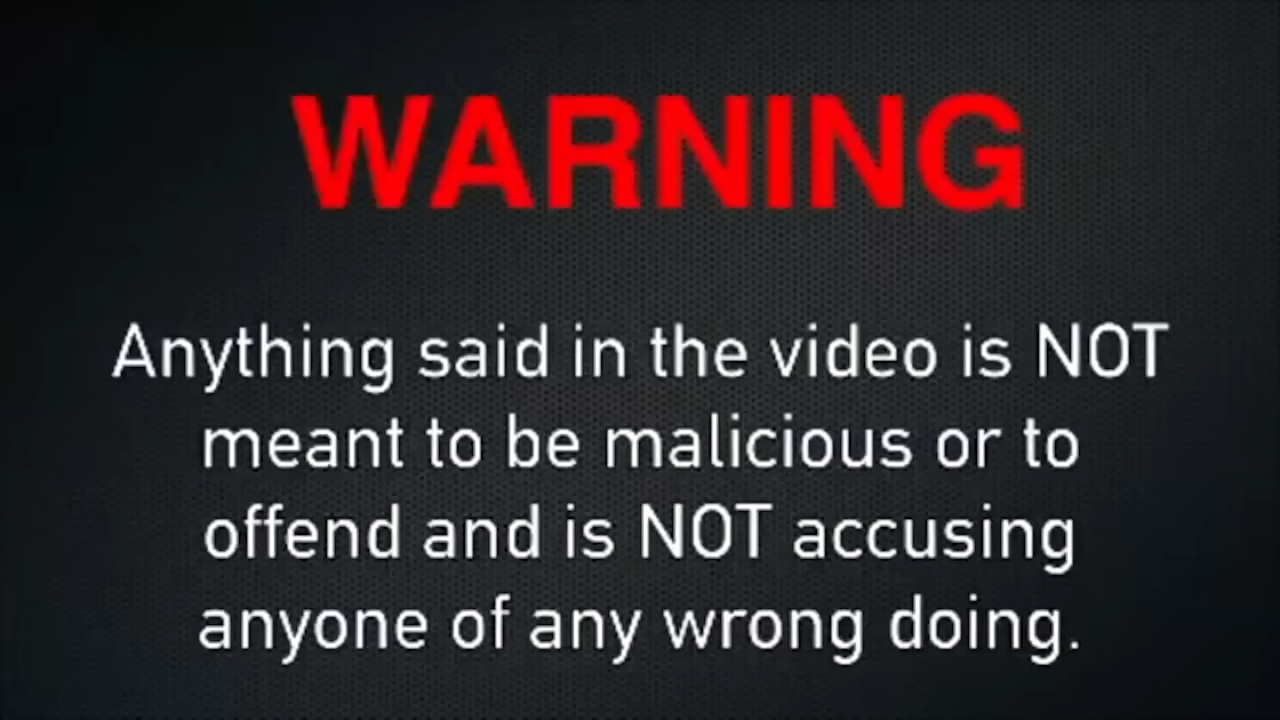 WARNING
Anything said in the video is NOT
meant to be malicious or to
offend and is NOT accusing
anyone of any wrong doing.